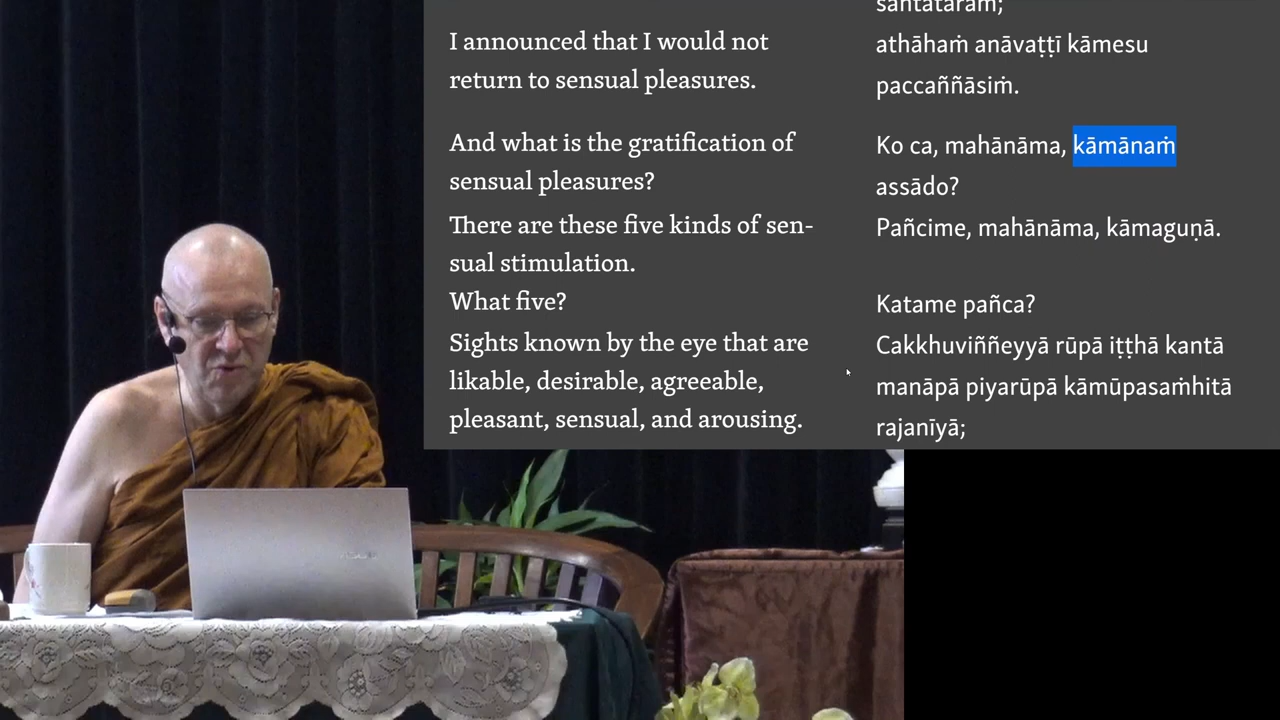 santataraṁ;
I announced that I would not
return to sensual pleasures.
athāhaṁ anāvaṭṭī kāmesu
paccaññāsiṁ.
And what is the gratification of
sensual pleasures?
Ko ca, mahānāma, kāmānaṁ
assādo?
There are these five kinds of sen-
sual stimulation.
Pañcime, mahānāma, kāmaguṇā.
What five?
Katame pañca?
Sights known by the eye that are
likable, desirable, agreeable,
pleasant, sensual, and arousing.
Cakkhuviññeyyā rūpā iṭṭhā kantā
manāpā piyarūpā kāmūpasaṁhitā
rajanīyā;